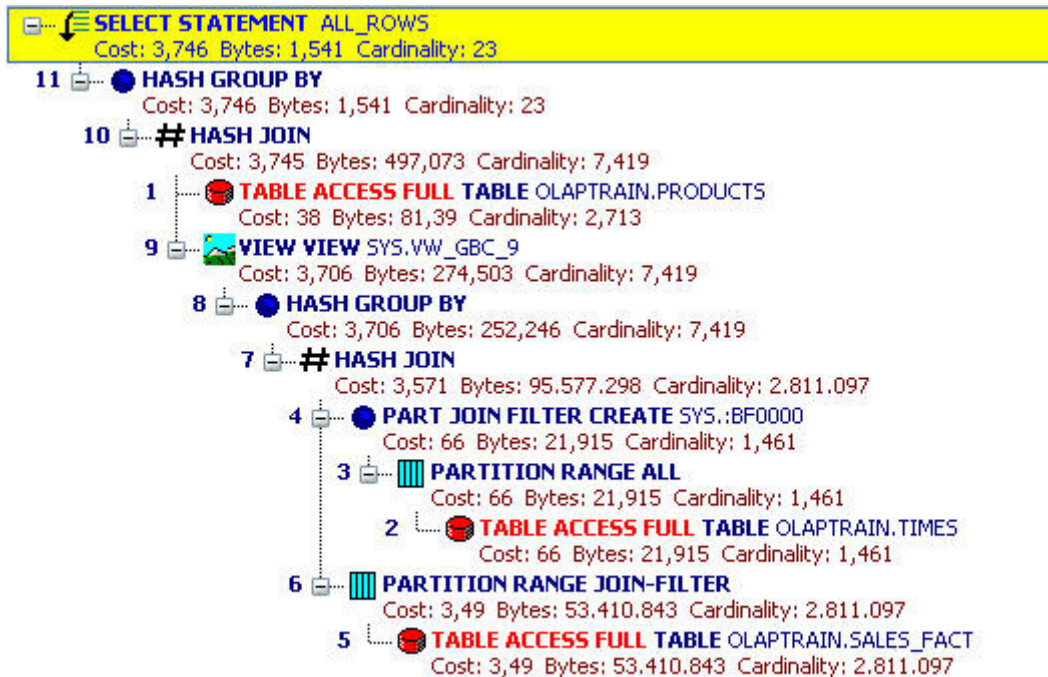 SELECT STATEMENT ALL_ROWS
Cost: 3,746 Bytes: 1,541 Cardinality: 23
11 HASH GROUP BY
Cost: 3,746 Bytes: 1,541 Cardinality: 23
10 HASH JOIN
Cost: 3,745 Bytes: 497,073 Cardinality: 7,419
1 TABLE ACCESS FULL TABLE OLAPTRAIN.PRODUCTS
Cost: 38 Bytes: 81,39 Cardinality: 2,713
9 VIEW VIEW SYS.VW_GBC_9
Cost: 3,706 Bytes: 274,503 Cardinality: 7,419
8 HASH GROUP BY
Cost: 3,706 Bytes: 252,246 Cardinality: 7,419
7 HASH JOIN
Cost: 3,571 Bytes: 95.577.298 Cardinality: 2.811.097
4 PART JOIN FILTER CREATE SYS.:BF0000
Cost: 66 Bytes: 21,915 Cardinality: 1,461
3 PARTITION RANGE ALL
Cost: 66 Bytes: 21,915 Cardinality: 1,461
2 TABLE ACCESS FULL TABLE OLAPTRAIN.TIMES
Cost: 66 Bytes: 21,915 Cardinality: 1,461
6 PARTITION RANGE JOIN-FILTER
Cost: 3,49 Bytes: 53.410.843 Cardinality: 2.811.097
5 TABLE ACCESS FULL TABLE OLAPTRAIN.SALES_FACT
Cost: 3,49 Bytes: 53.410.843 Cardinality: 2.811.097